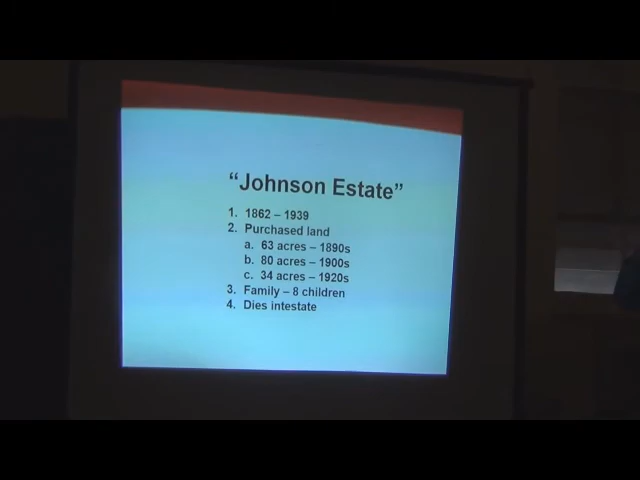 “Johnson Estate”
1. 1862 – 1939
2. Purchased land
a. 63 acres – 1890s
b. 80 acres – 1900s
c. 34 acres – 1920s
3. Family – 8 children
4. Dies intestate